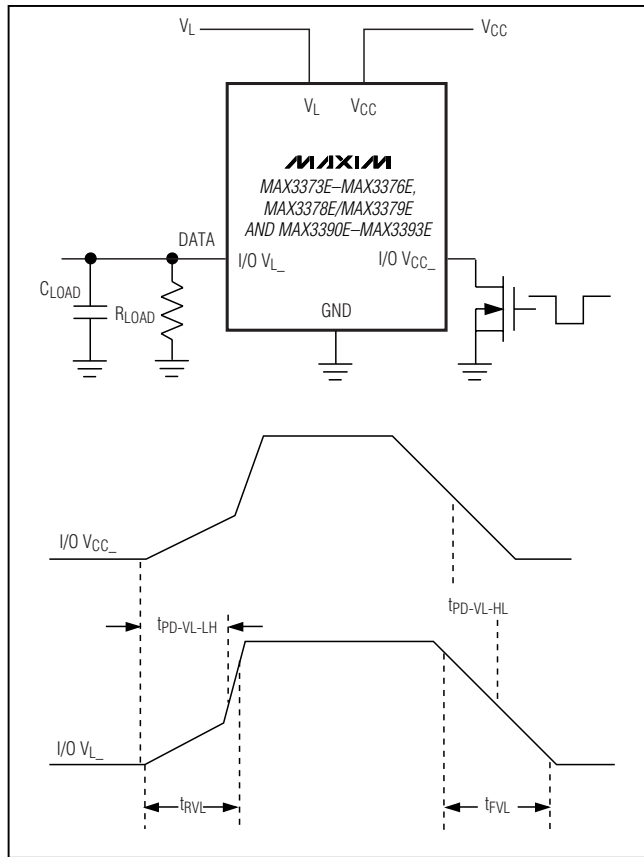 VL VCC
VL VCC
MAXIM
MAX3373E–MAX3376E,
MAX3378E/MAX3379E
AND MAX3390E–MAX3393E
DATA
I/O VL_ I/O VCC_
CLOAD
RLOAD
GND
I/O VCC_
tPD-VL-HL
tPD-VL-LH
I/O VL_
tRVL tFVL